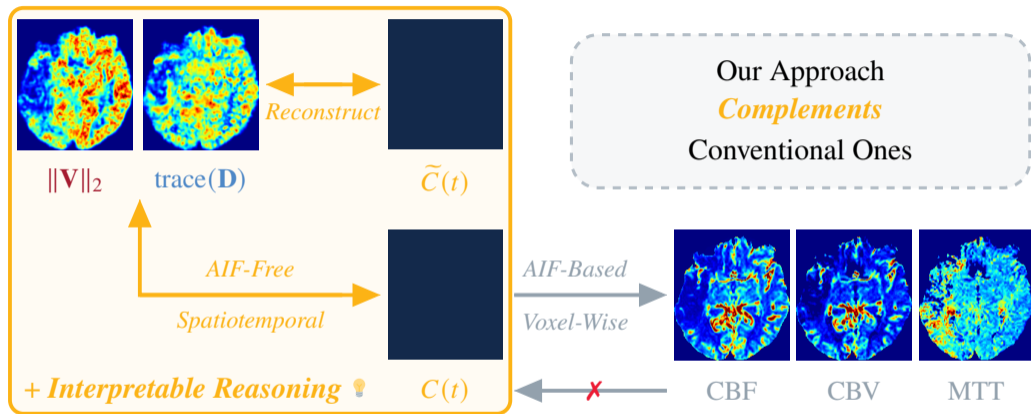 Reconstruct
‖V‖₂
trace(D)
C̃(t)
AIF-Free
Spatiotemporal
+ Interpretable Reasoning
C(t)
Our Approach
Complements
Conventional Ones
AIF-Based
Voxel-Wise
CBF
CBV
MTT